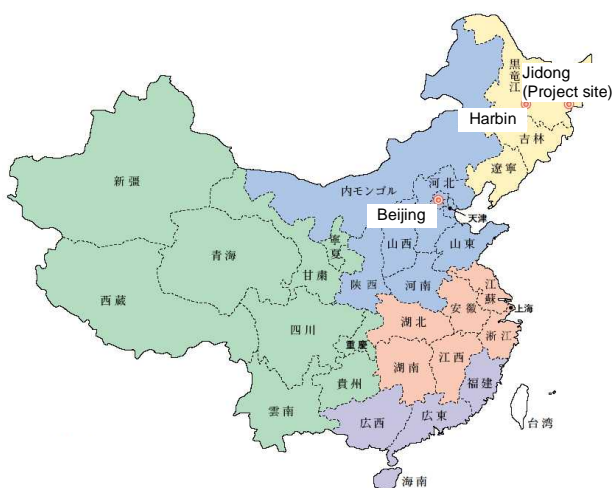 黒竜江
Jidong
(Project site)
Harbin
吉林
遼寧
新疆
内モンゴル
河北
Beijing
天津
青海
寧夏
山西
山東
甘粛
西蔵
陝西
河南
江蘇
安徽
上海
四川
湖北
重慶
浙江
湖南
江西
貴州
福建
雲南
広西
広東
台湾
海南